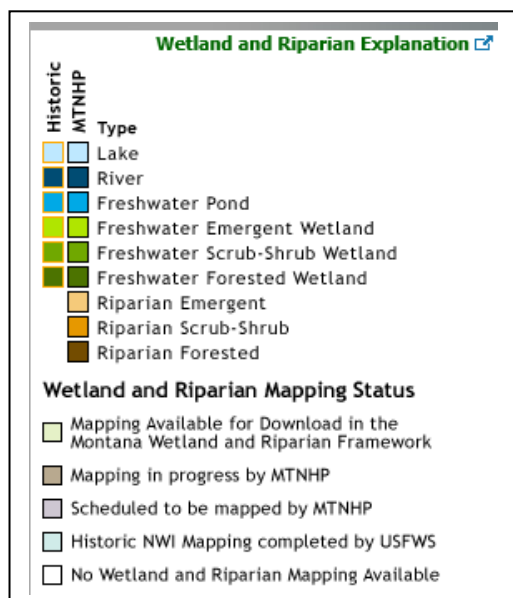 Wetland and Riparian Explanation
Historic
MTNHP
Type
Lake
River
Freshwater Pond
Freshwater Emergent Wetland
Freshwater Scrub-Shrub Wetland
Freshwater Forested Wetland
Riparian Emergent
Riparian Scrub-Shrub
Riparian Forested
Wetland and Riparian Mapping Status
Mapping Available for Download in the
Montana Wetland and Riparian Framework
Mapping in progress by MTNHP
Scheduled to be mapped by MTNHP
Historic NWI Mapping completed by USFWS
No Wetland and Riparian Mapping Available